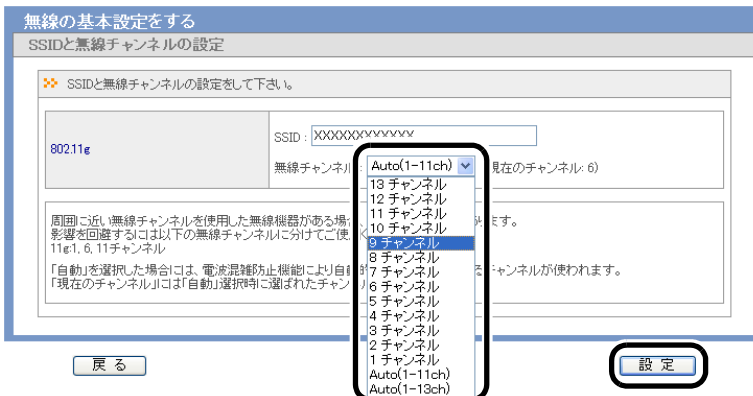 無線の基本設定をする
SSIDと無線チャンネルの設定
SSIDと無線チャンネルの設定をして下さい。
802.11g
SSID : XXXXXXXXXXXX
無線チャンネル : Auto(1-11ch) 現在のチャンネル: 6)
13 チャンネル
12 チャンネル
11 チャンネル
10 チャンネル
9 チャンネル
8 チャンネル
7 チャンネル
6 チャンネル
5 チャンネル
4 チャンネル
3 チャンネル
2 チャンネル
1 チャンネル
Auto(1-11ch)
Auto(1-13ch)
周囲に近い無線チャンネルを使用した無線機器がある場 ます。
影響を回避するには以下の無線チャンネルに分けてご使
11g:1, 6, 11チャンネル
「自動」を選択した場合には、電波混雑防止機能により自 チャンネルが使われます。
「現在のチャンネル」には「自動」選択時に選ばれたチャン
戻 る
設 定